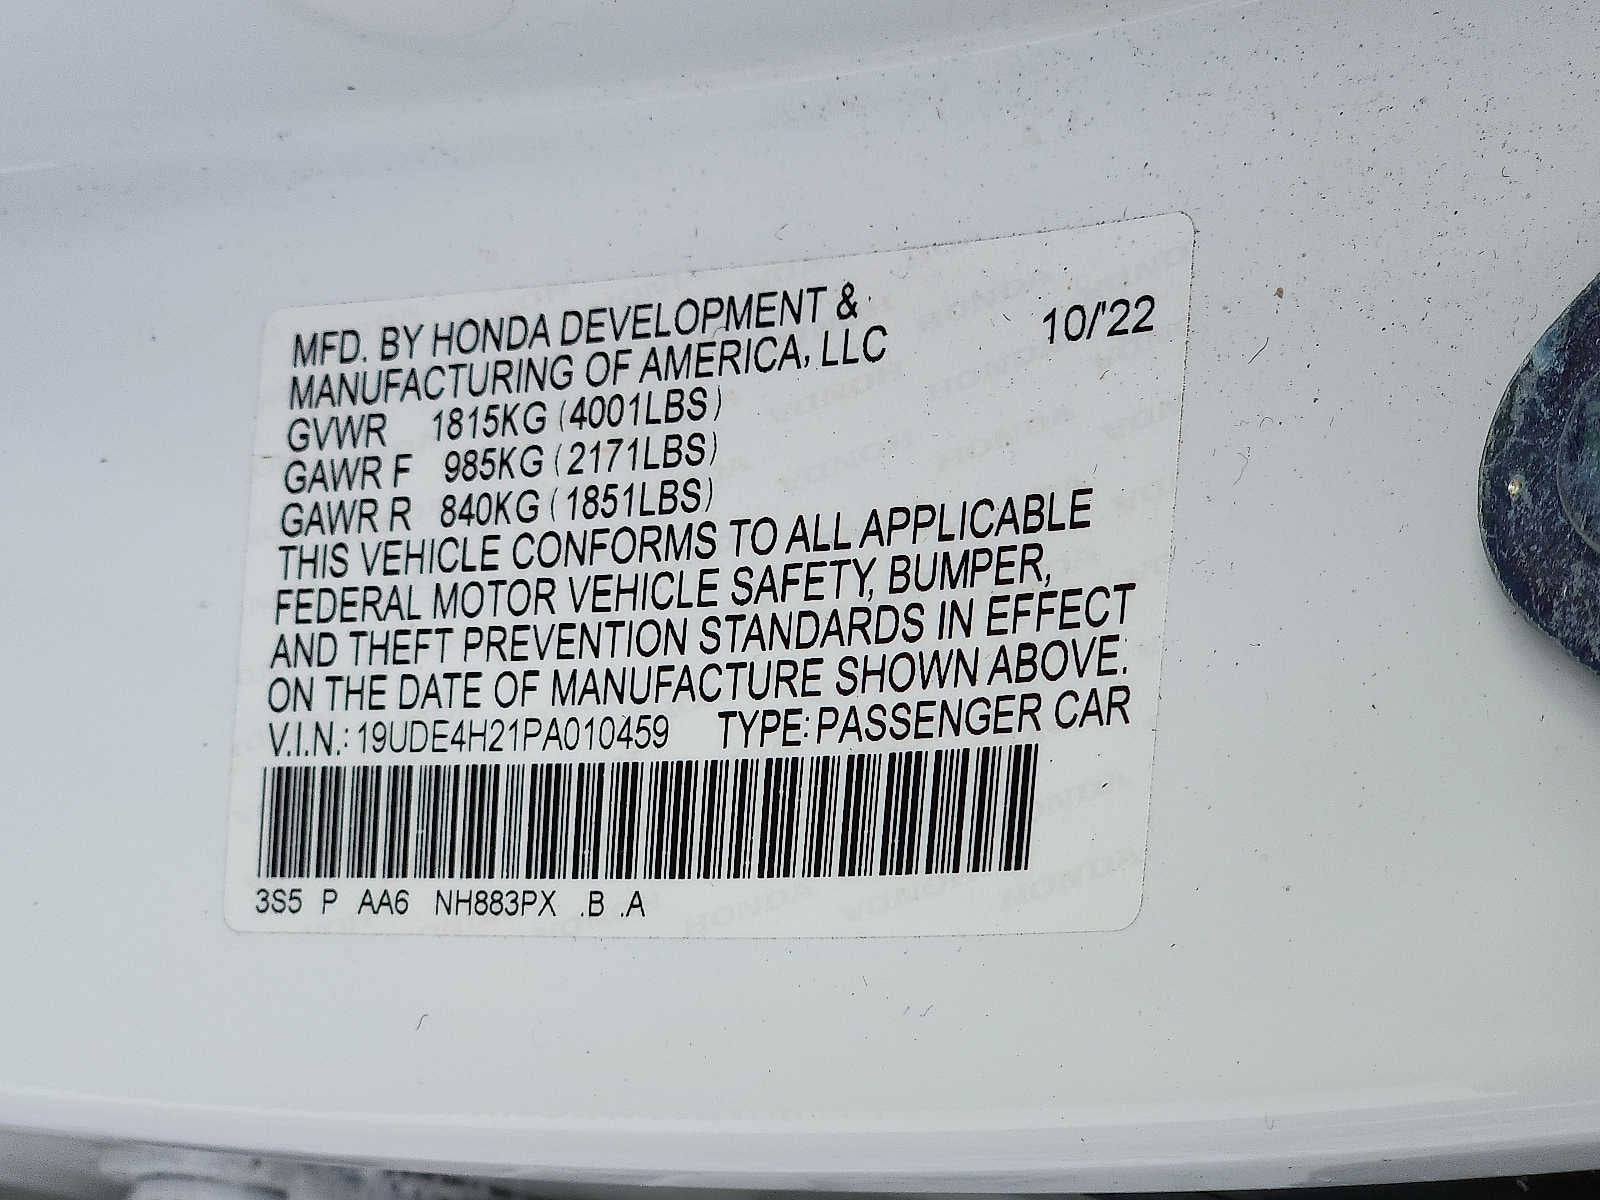 MFD. BY HONDA DEVELOPMENT & 10/'22
MANUFACTURING OF AMERICA, LLC
GVWR 1815KG (4001LBS)
GAWR F 985KG (2171LBS)
GAWR R 840KG (1851LBS)
THIS VEHICLE CONFORMS TO ALL APPLICABLE
FEDERAL MOTOR VEHICLE SAFETY, BUMPER,
AND THEFT PREVENTION STANDARDS IN EFFECT
ON THE DATE OF MANUFACTURE SHOWN ABOVE.
V.I.N.: 19UDE4H21PA010459 TYPE: PASSENGER CAR
3S5 P AA6 NH883PX .B .A